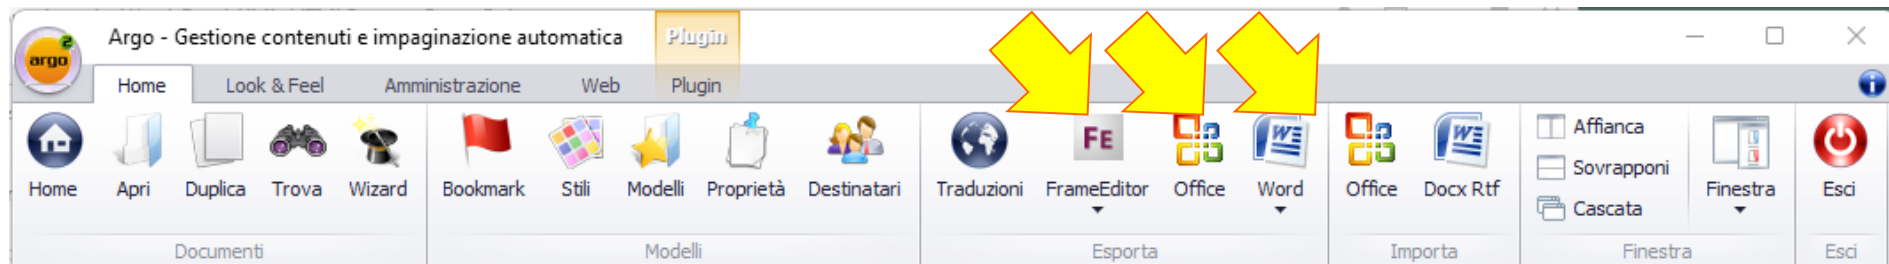 Argo - Gestione contenuti e impaginazione automatica
Plugin
argo 2
Home Look & Feel Amministrazione Web Plugin
FE
Home Apri Duplica Trova Wizard Bookmark Stili Modelli Proprietà Destinatari Traduzioni FrameEditor Office Word Office Docx Rtf
Affianca
Sovrapponi
Cascata
Finestra Esci
Documenti Modelli Esporta Importa Finestra Esci